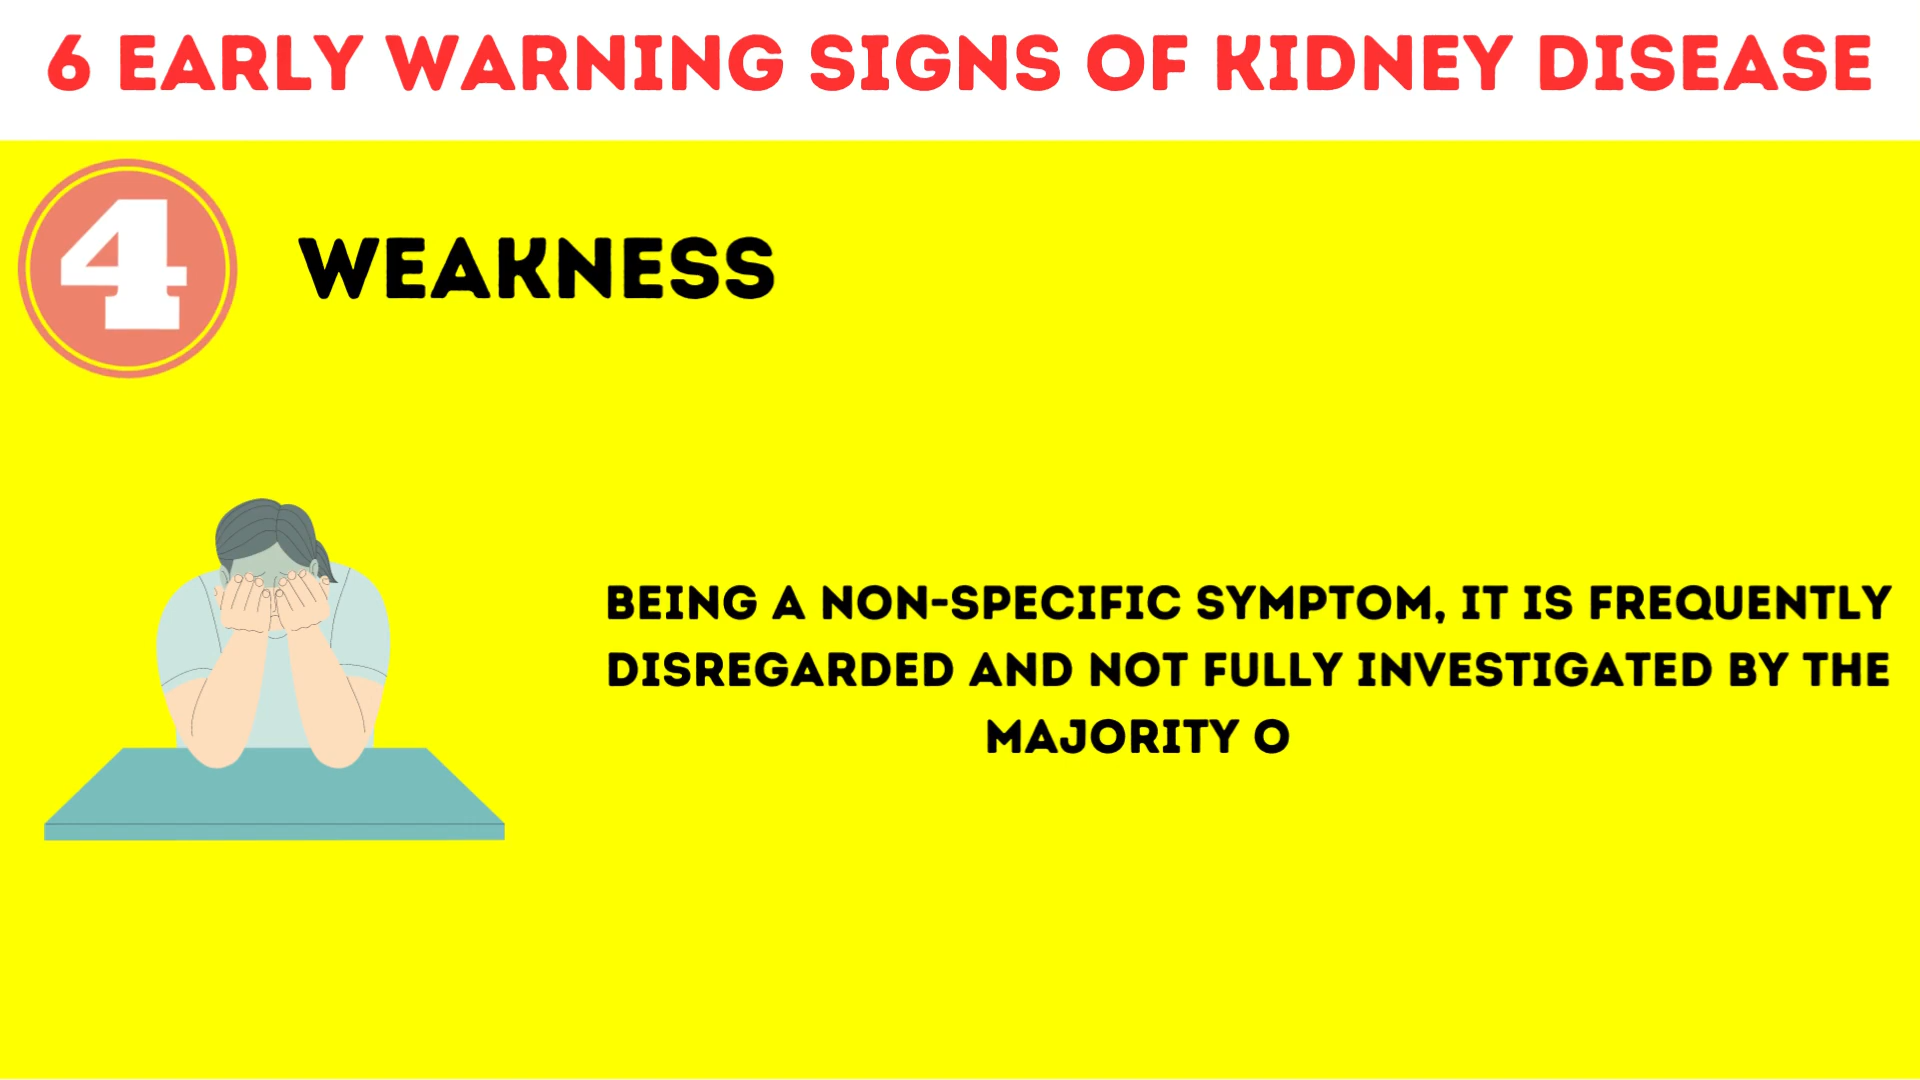 6 EARLY WARNING SIGNS OF KIDNEY DISEASE
4
WEAKNESS
BEING A NON-SPECIFIC SYMPTOM, IT IS FREQUENTLY
DISREGARDED AND NOT FULLY INVESTIGATED BY THE
MAJORITY O